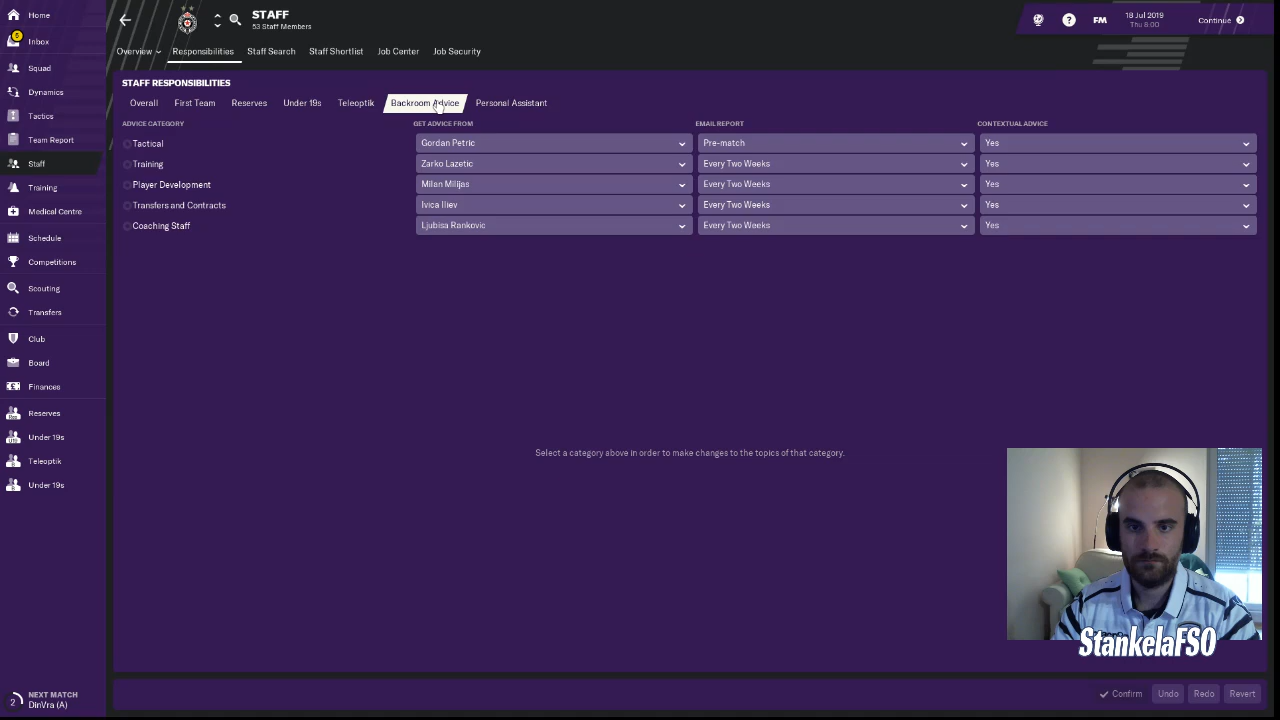 Home
5
Inbox
Squad
Dynamics
Tactics
Team Report
Staff
Training
Medical Centre
Schedule
Competitions
Scouting
Transfers
Club
Board
Finances
Reserves
Under 19s
Teleoptik
Under 19s
2
NEXT MATCH
DinVra (A)
STAFF
53 Staff Members
FM
18 Jul 2019
Thu 8:00
Continue
Overview
Responsibilities
Staff Search
Staff Shortlist
Job Center
Job Security
STAFF RESPONSIBILITIES
Overall
First Team
Reserves
Under 19s
Teleoptik
Backroom Advice
Personal Assistant
ADVICE CATEGORY
GET ADVICE FROM
EMAIL REPORT
CONTEXTUAL ADVICE
Tactical
Gordan Petric
Pre-match
Yes
Training
Zarko Lazetic
Every Two Weeks
Yes
Player Development
Milan Milijas
Every Two Weeks
Yes
Transfers and Contracts
Ivica Iliev
Every Two Weeks
Yes
Coaching Staff
Ljubisa Rankovic
Every Two Weeks
Yes
Select a category above in order to make changes to the topics of that category.
StankelaFSO
Confirm
Undo
Redo
Revert